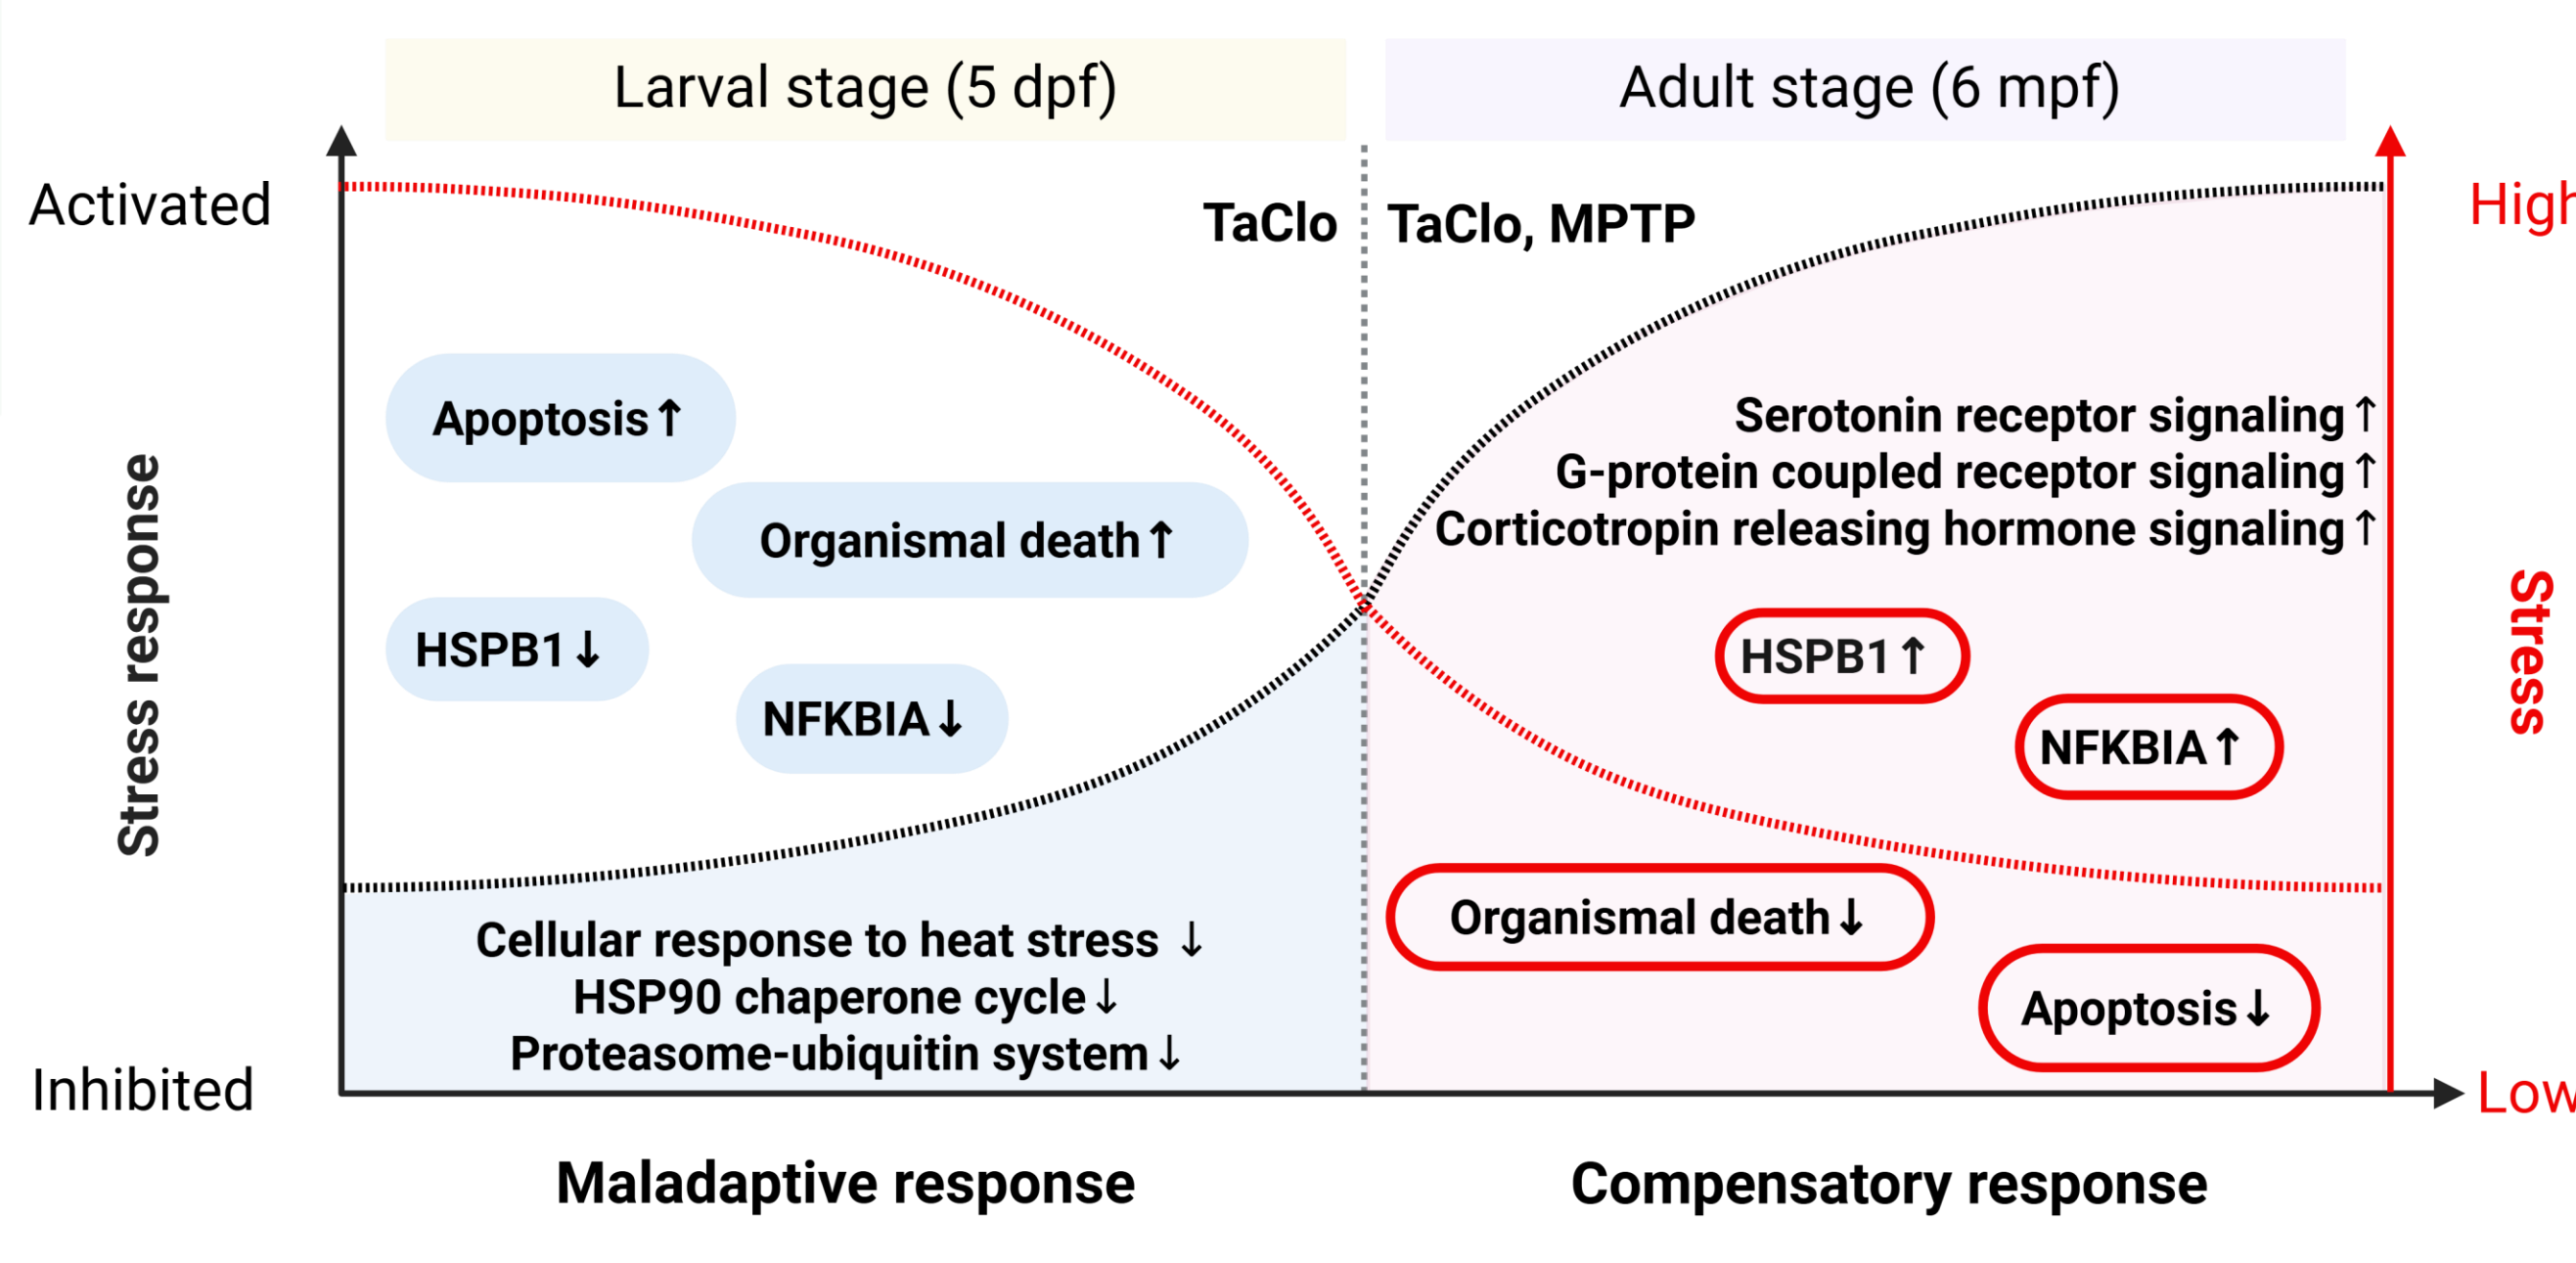 Larval stage (5 dpf)
Adult stage (6 mpf)
Activated
High
TaClo
TaClo, MPTP
Stress response
Apoptosis↑
Organismal death↑
HSPB1↓
NFKBIA↓
Cellular response to heat stress ↓
HSP90 chaperone cycle↓
Proteasome-ubiquitin system↓
Serotonin receptor signaling↑
G-protein coupled receptor signaling↑
Corticotropin releasing hormone signaling↑
HSPB1↑
NFKBIA↑
Organismal death↓
Apoptosis↓
Stress
Inhibited
Low
Maladaptive response
Compensatory response